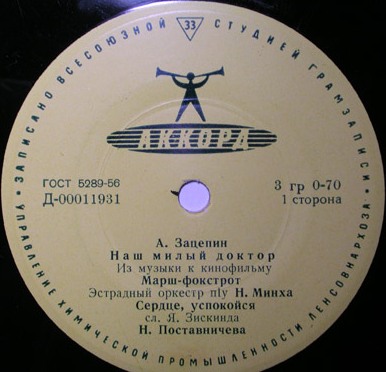 ЗАПИСАНО ВСЕСОЮЗНОЙ СТУДИЕЙ ГРАМЗАПИСИ
33
АККОРД
ГОСТ 5289-56
Д-00011931
3 гр 0-70
1 сторона
А. Зацепин
Наш милый доктор
Из музыки к кинофильму
Марш-фокстрот
Эстрадный оркестр п/у Н. Минха
Сердце, успокойся
сл. Я. Зискинда
Н. Поставничева
УПРАВЛЕНИЕ ХИМИЧЕСКОЙ ПРОМЫШЛЕННОСТИ ЛЕНСОВНАРХОЗА